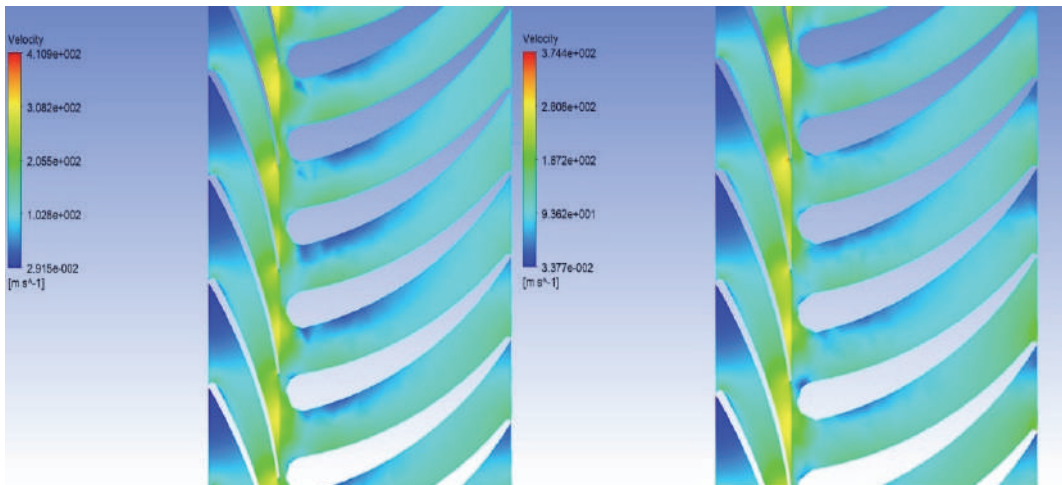 Velocity
4.109e+002
3.082e+002
2.055e+002
1.028e+002
2.915e-002
[m s^-1]
Velocity
3.744e+002
2.808e+002
1.872e+002
9.362e+001
3.377e-002
[m s^-1]